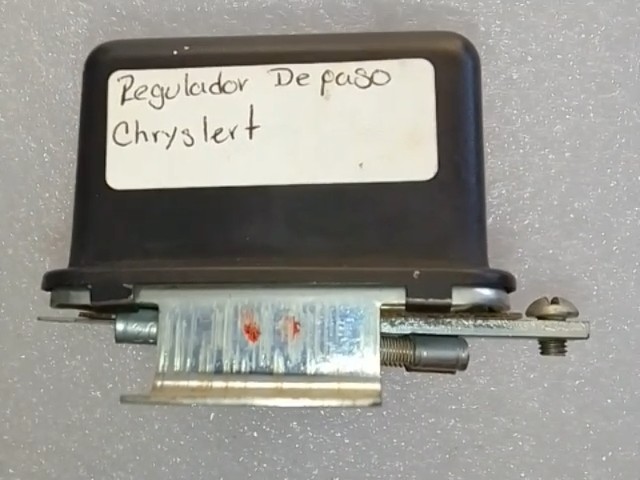 Regulador De paso
Chryslert